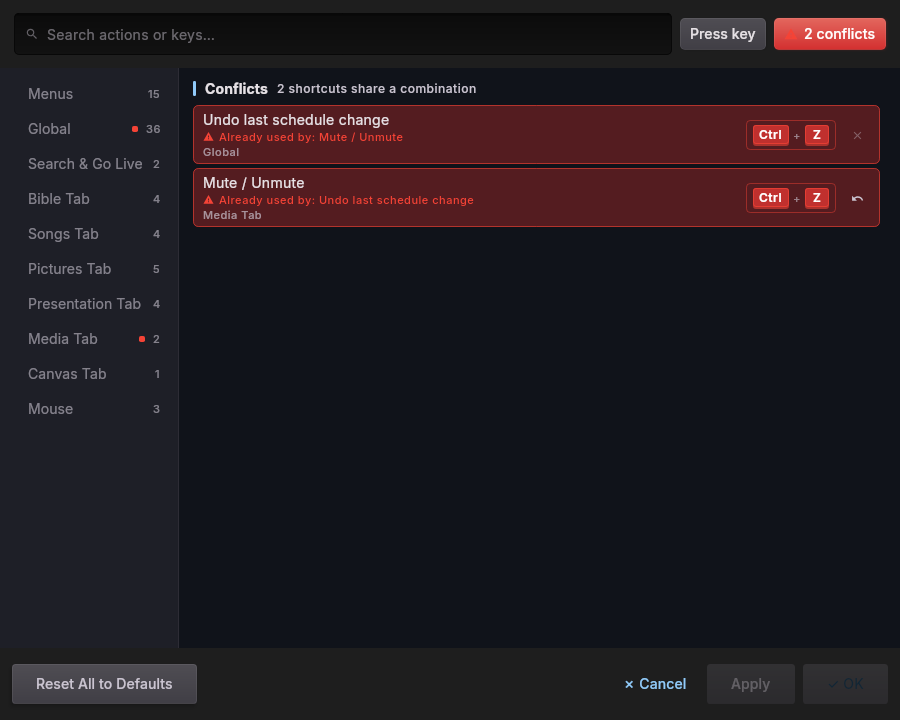 Search actions or keys...
Press key
2 conflicts
Menus 15
Global 36
Search & Go Live 2
Bible Tab 4
Songs Tab 4
Pictures Tab 5
Presentation Tab 4
Media Tab 2
Canvas Tab 1
Mouse 3
Conflicts 2 shortcuts share a combination
Undo last schedule change
Already used by: Mute / Unmute
Global
Ctrl + Z
Mute / Unmute
Already used by: Undo last schedule change
Media Tab
Ctrl + Z
Reset All to Defaults
Cancel
Apply
OK